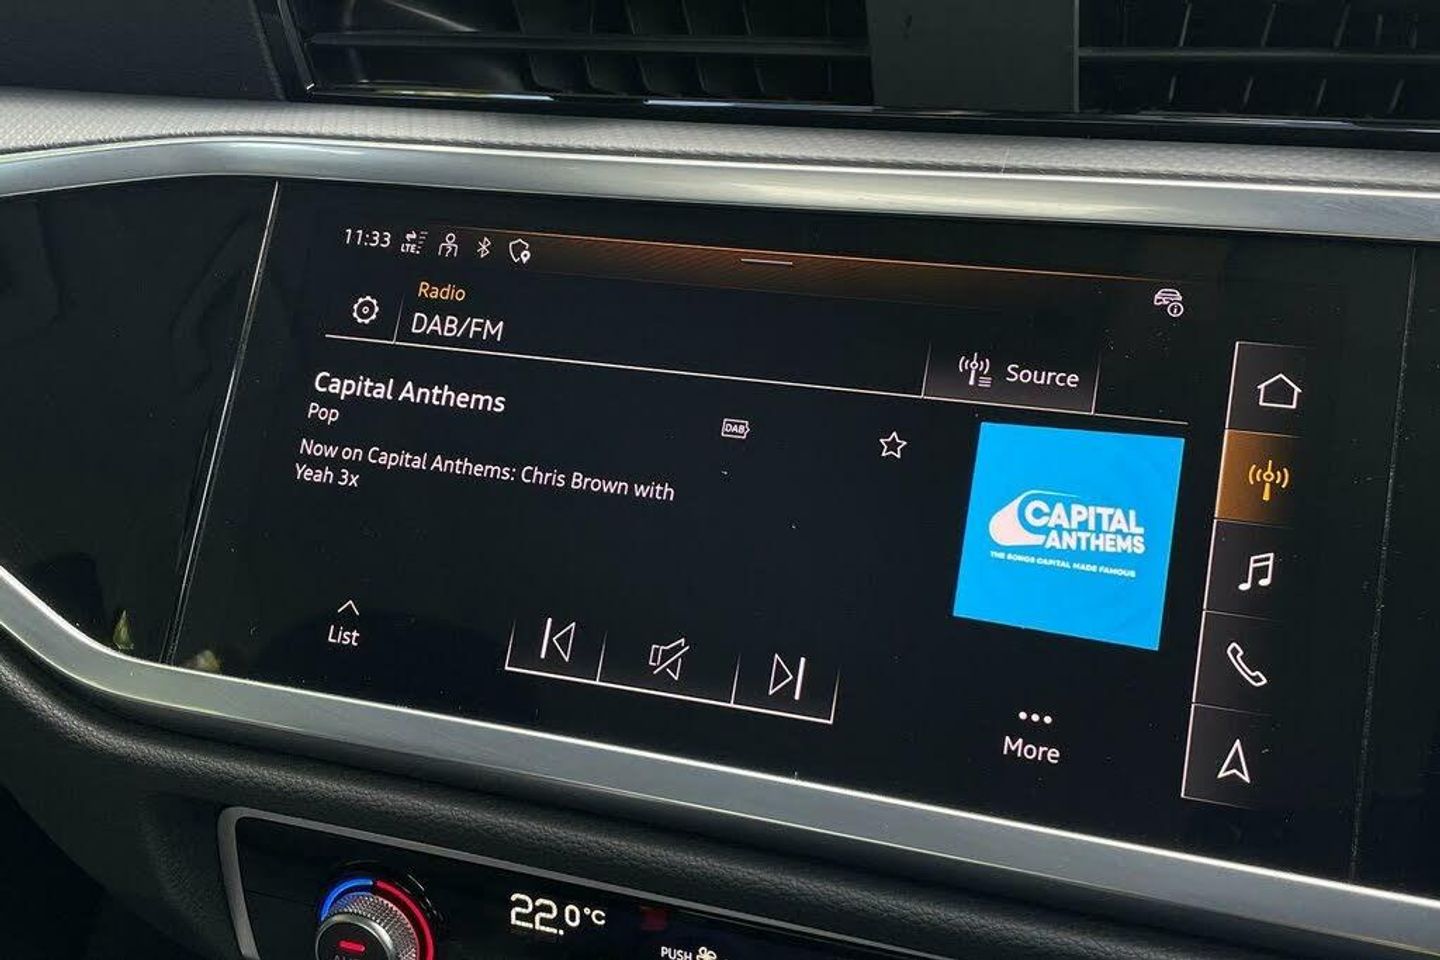 11:33 LTE
Radio
DAB/FM
Source
Capital Anthems
Pop
DAB
Now on Capital Anthems: Chris Brown with
Yeah 3x
CAPITAL
ANTHEMS
THE SONGS CAPITAL MADE FAMOUS
List
More
22.0°C
PUSH